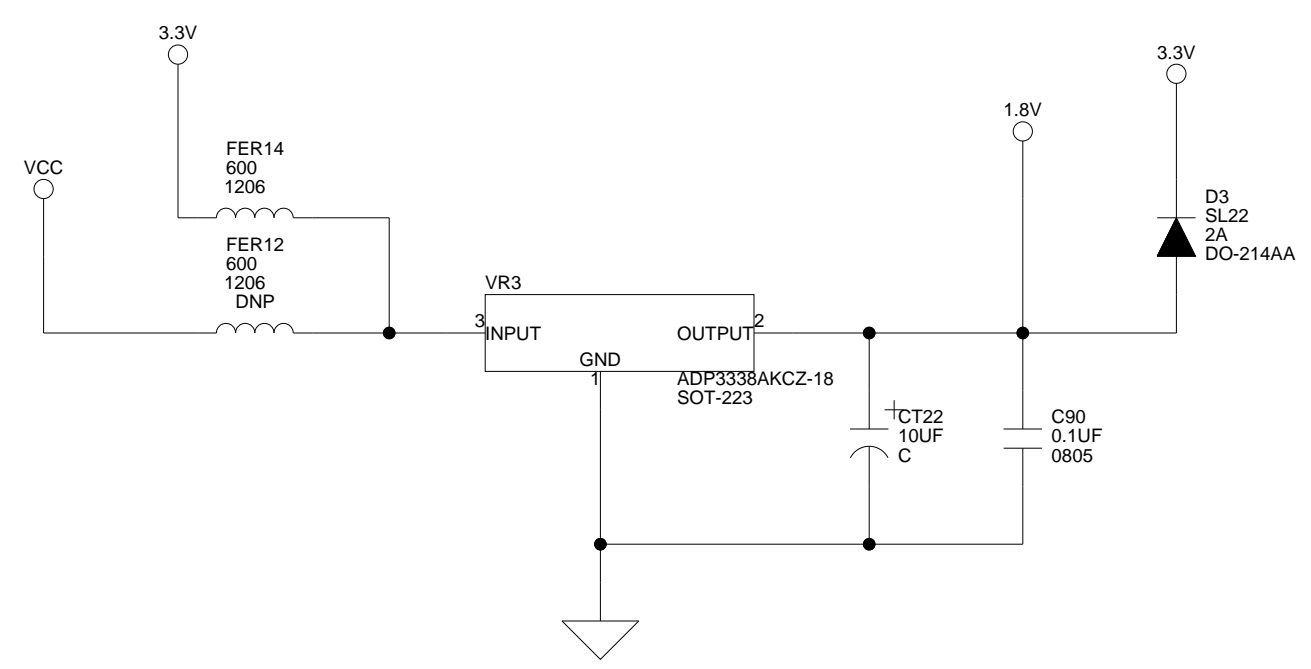 3.3V
3.3V
1.8V
FER14
600
1206
VCC
D3
SL22
2A
DO-214AA
FER12
600
1206
DNP
VR3
3
INPUT
OUTPUT
2
GND
1
ADP3338AKCZ-18
SOT-223
+
CT22
10UF
C
C90
0.1UF
0805